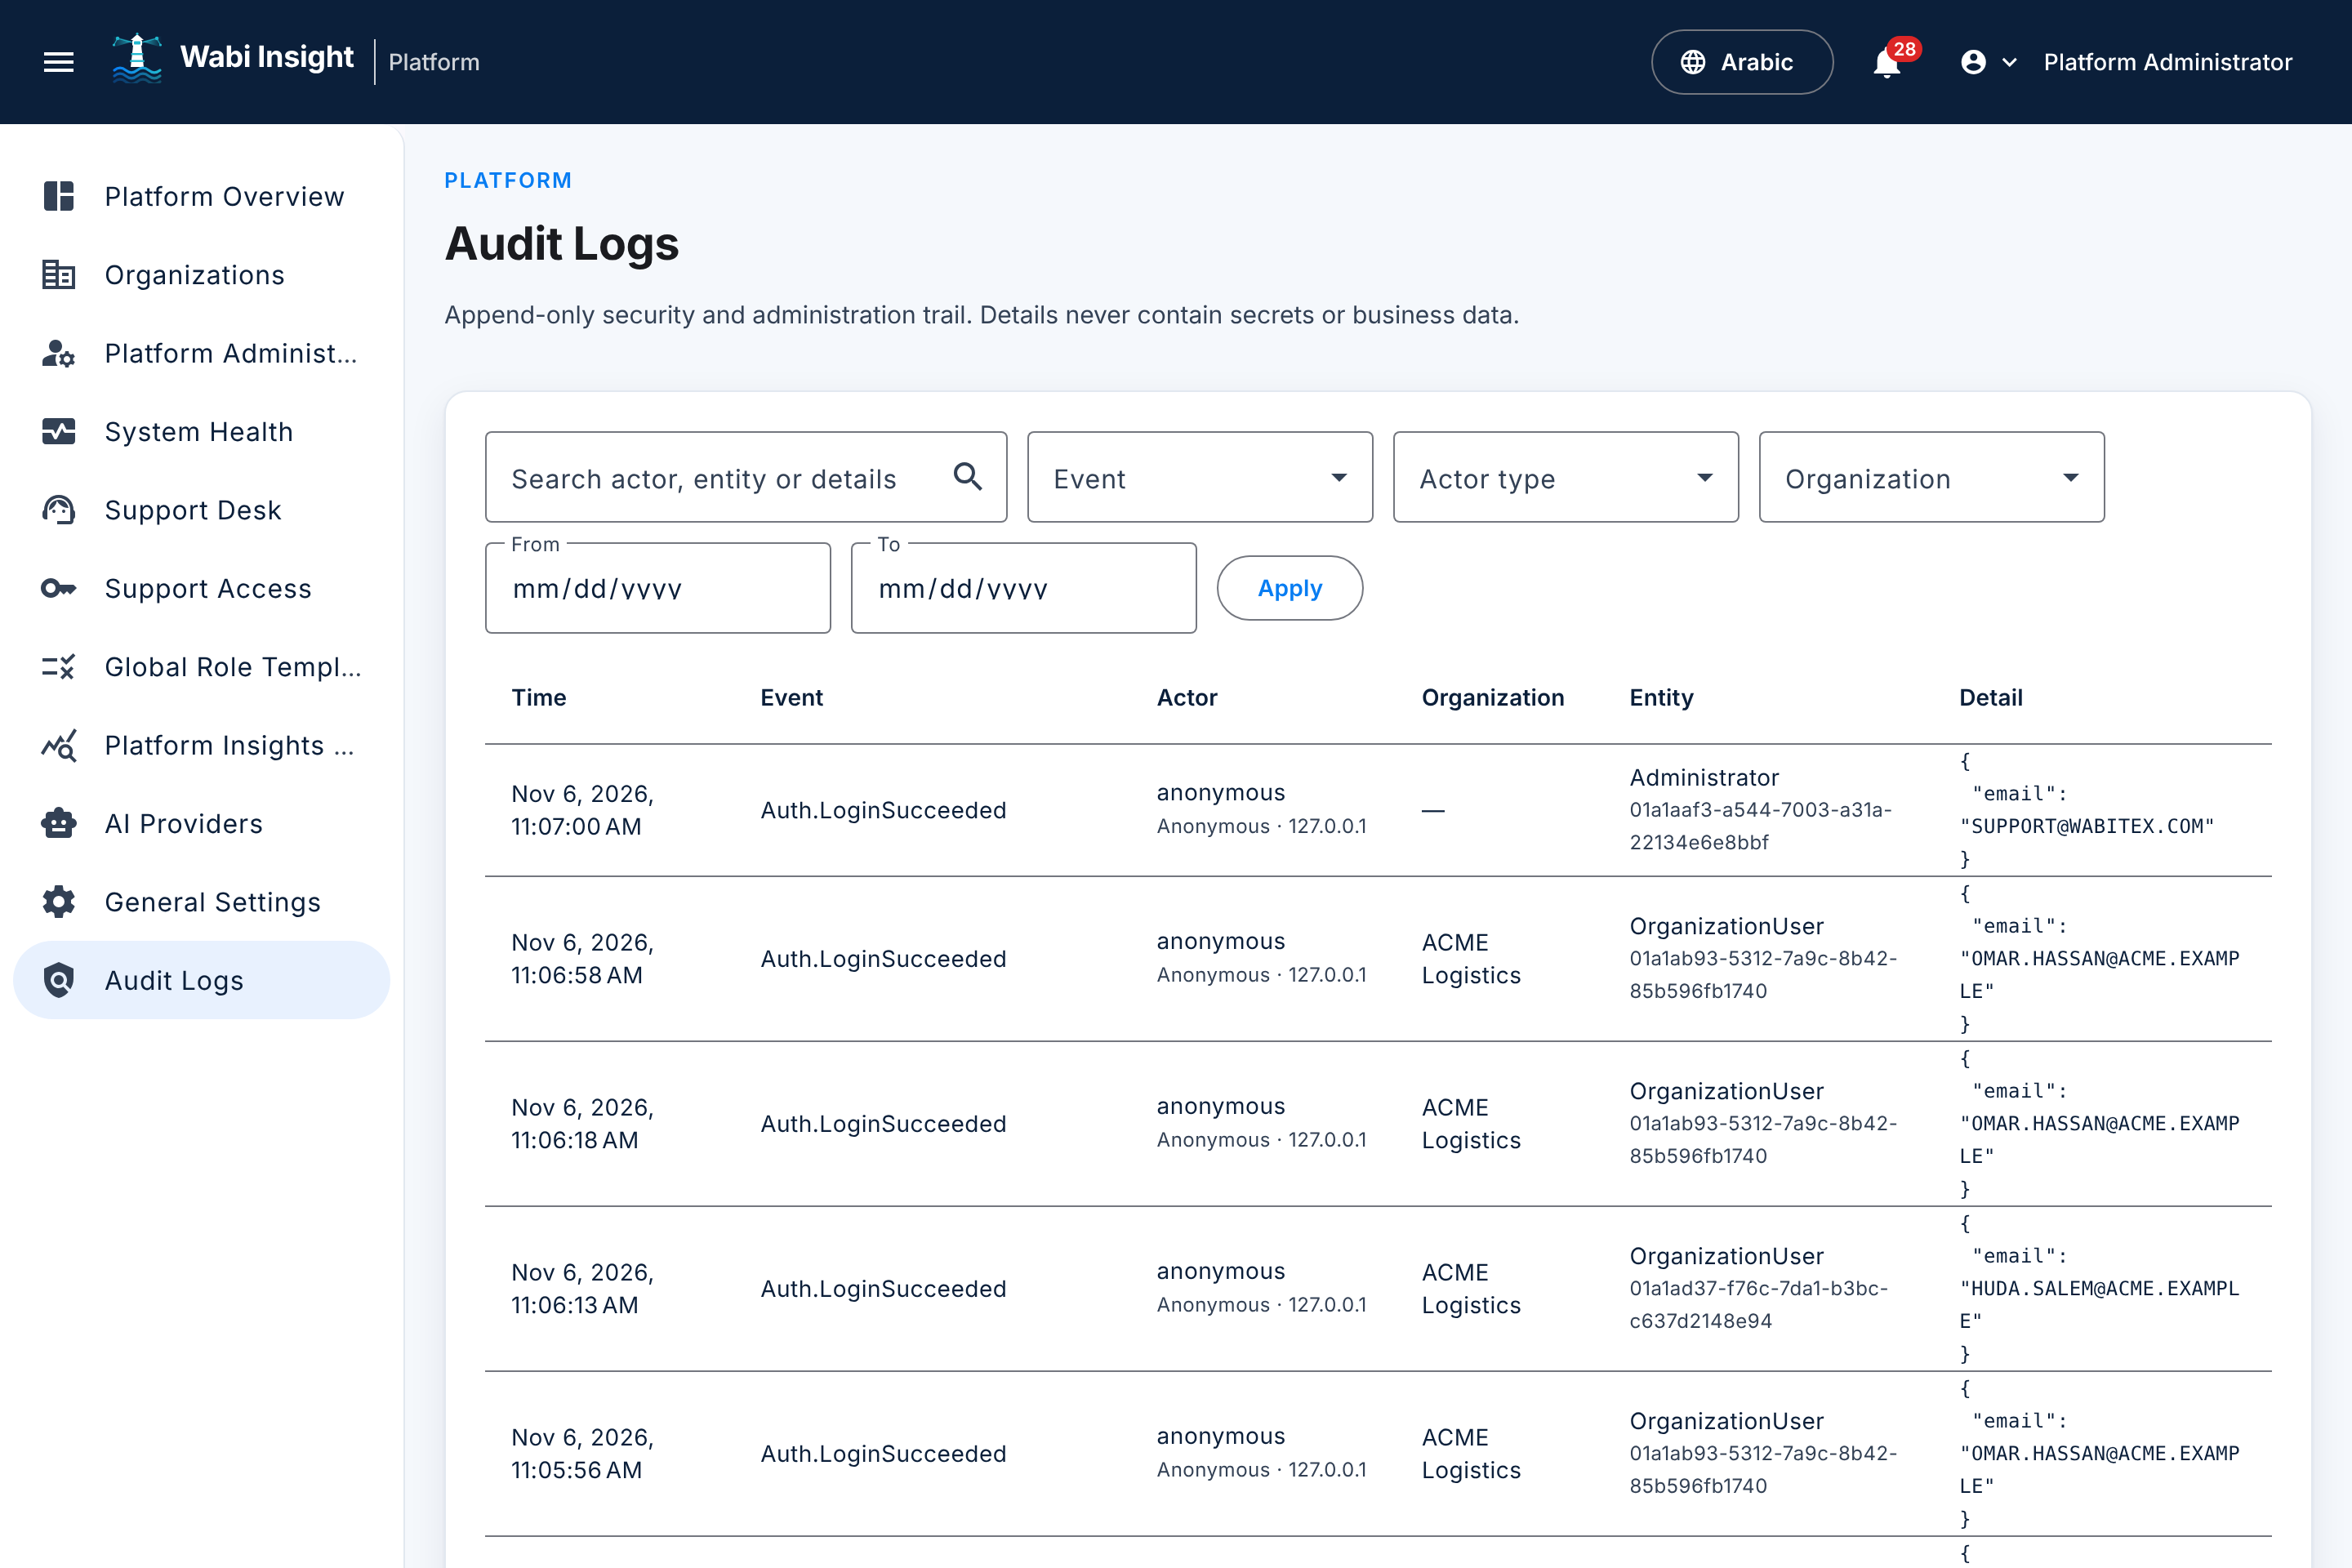 Wabi Insight
Platform
Arabic
28
Platform Administrator
Platform Overview
Organizations
Platform Administ...
System Health
Support Desk
Support Access
Global Role Templ...
Platform Insights ...
AI Providers
General Settings
Audit Logs
PLATFORM
Audit Logs
Append-only security and administration trail. Details never contain secrets or business data.
Search actor, entity or details
Event
Actor type
Organization
From
mm/dd/yyyy
To
mm/dd/yyyy
Apply
Time Event Actor Organization Entity Detail
Nov 6, 2026,
11:07:00 AM
Auth.LoginSucceeded
anonymous
Anonymous · 127.0.0.1
—
Administrator
01a1aaf3-a544-7003-a31a-
22134e6e8bbf
{
"email":
"SUPPORT@WABITEX.COM"
}
Nov 6, 2026,
11:06:58 AM
Auth.LoginSucceeded
anonymous
Anonymous · 127.0.0.1
ACME
Logistics
OrganizationUser
01a1ab93-5312-7a9c-8b42-
85b596fb1740
{
"email":
"OMAR.HASSAN@ACME.EXAMP
LE"
}
Nov 6, 2026,
11:06:18 AM
Auth.LoginSucceeded
anonymous
Anonymous · 127.0.0.1
ACME
Logistics
OrganizationUser
01a1ab93-5312-7a9c-8b42-
85b596fb1740
{
"email":
"OMAR.HASSAN@ACME.EXAMP
LE"
}
Nov 6, 2026,
11:06:13 AM
Auth.LoginSucceeded
anonymous
Anonymous · 127.0.0.1
ACME
Logistics
OrganizationUser
01a1ad37-f76c-7da1-b3bc-
c637d2148e94
{
"email":
"HUDA.SALEM@ACME.EXAMPL
E"
}
Nov 6, 2026,
11:05:56 AM
Auth.LoginSucceeded
anonymous
Anonymous · 127.0.0.1
ACME
Logistics
OrganizationUser
01a1ab93-5312-7a9c-8b42-
85b596fb1740
{
"email":
"OMAR.HASSAN@ACME.EXAMP
LE"
}
{